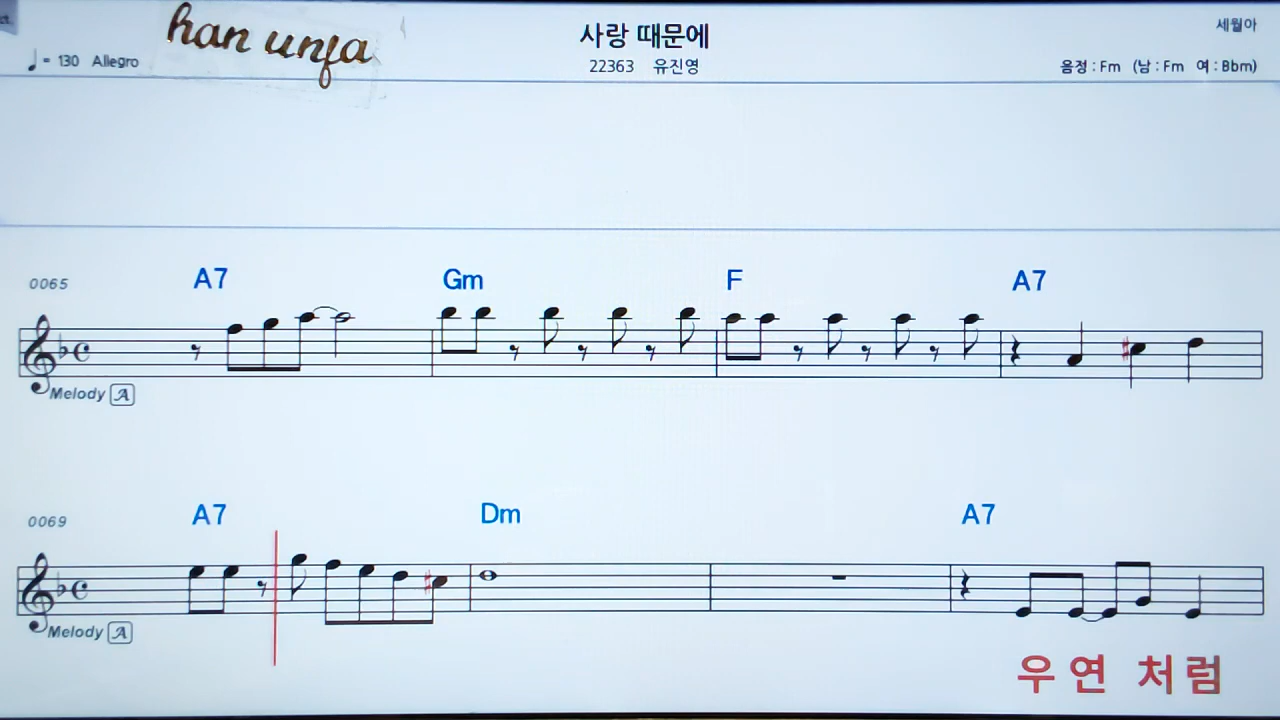 han unfa
사랑 때문에
세월아
♩ = 130 Allegro
22363 유진영
음정 : Fm (남 : Fm 여 : Bbm)
0065
A7 Gm F A7
Melody A
0069
A7 Dm A7
Melody A
우 연 처 럼